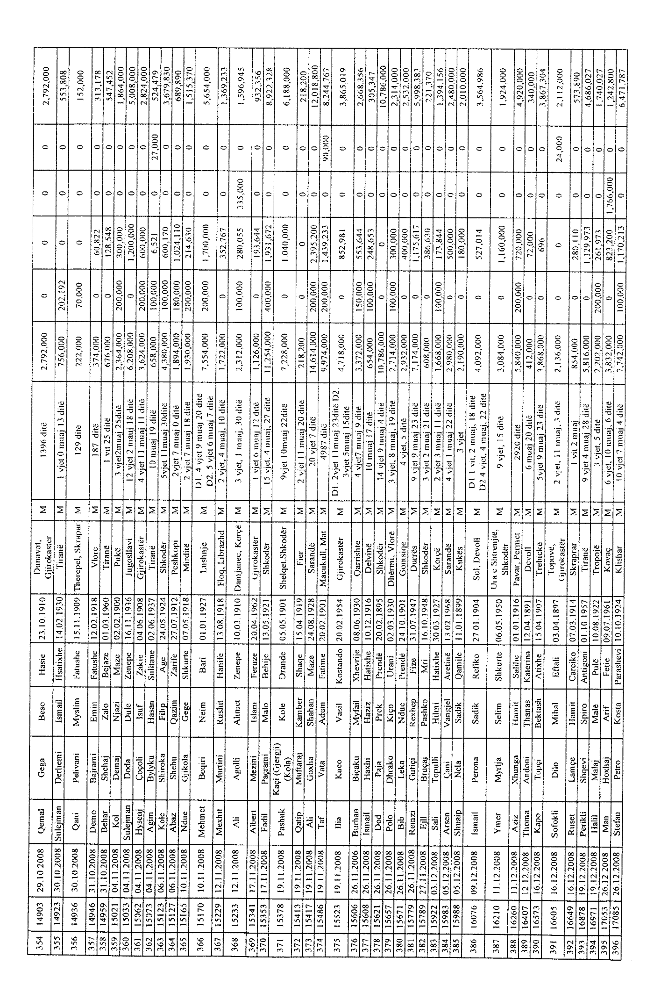 354 14903 29.10.2008 Qemal Gega Beso Hasie 23.10.1910 Dunaval, Gjirokaster M 1396 ditë 2,792,000 0 0 0 0 2,792,000
355 14923 30.10.2008 Sulejman Derhemi Ismail Hsatixhe 14.02.1930 Tiranë M 1 vjet 0 muaj 13 ditë 756,000 202,192 0 0 0 553,808
356 14936 30.10.2008 Qani Pelivani Myslim Fatushe 15.11.1909 Therepel, Skrapar M 129 ditë 222,000 70,000 0 0 0 152,000
357 14946 31.10.2008 Demo Bajrami Emin Fatushe 12.02.1918 Vlore M 187 ditë 374,000 0 60,822 0 0 313,178
358 14959 31.10.2008 Behar Shehaj Zalo Bejaze 01.03.1960 Tiranë M 1 vit 25 ditë 676,000 0 128,548 0 0 547,452
359 15021 04.11.2008 Kol Demaj Njazi Maze 02.02.1900 Pukë M 3 vjet2muaj 25ditë 2,364,000 200,000 300,000 0 0 1,864,000
360 15033 04.11.2008 Sulejman Doda Dule Zenepe 16.11.1936 Jugosllavi M 12 vjet 2 mauj 18 ditë 6,208,000 0 1,200,000 0 0 5,008,000
361 15062 04.11.2008 Hysenj Çoçoli Isuf Zakie 04.06.1908 Gjirokastër M 4 vjet 11 muaj 11 ditë 3,624,000 200,000 600,000 0 0 2,824,000
362 15073 04.11.2008 Agim Bylyku Hasan Sultane 02.06.1937 Tiranë M 10 muaj 19 ditë 658,000 100,000 6,521 0 27,000 524,479
363 15123 06.11.2008 Kole Shiroka Filip Age 24.05.1924 Shkodër M 5vjet 11muaj 30ditë 4,380,000 100,000 600,170 0 0 3,679,830
364 15127 06.11.2008 Abaz Shehu Qazim Zarife 27.07.1912 Peshkopi M 2vjet 7 muaj 0 ditë 1,894,000 180,000 1,024,110 0 0 689,890
365 15165 10.11.2008 Ndue Gjikola Gege Shkurte 07.05.1918 Mirditë M 2 vjet 7 muaj 18 ditë 1,930,000 200,000 214,630 0 0 1,515,370
366 15170 10.11.2008 Mehmet Beqiri Neim Bari 01.01.1927 Lushnje M D1. 4 vjet 9 muaj 20 ditë D2. 5 vjet 6 muaj 7 ditë 7,554,000 200,000 1,700,000 0 0 5,654,000
367 15229 12.11.2008 Mexhit Murtini Rushit Hanife 13.08.1918 Floq, Librazhd M 2 vjet, 4 muaj, 10 ditë 1,722,000 0 352,767 0 0 1,369,233
368 15233 12.11.2008 Ali Agolli Ahmet Zenepe 10.03.1910 Damjanec, Korçë M 3 vjet, 1 muaj, 30 ditë 2,312,000 100,000 280,055 335,000 0 1,596,945
369 15341 17.11.2008 Albert Mezini Islam Feruze 20.04.1962 Gjirokastër M 1 vjet 6 muaj 12 ditë 1,126,000 0 193,644 0 0 932,356
370 15353 17.11.2008 Fadil Paçrami Malo Behije 13.05.1921 Shkodër M 15 vjet, 4 muaj, 27 ditë 11,254,000 400,000 1,931,672 0 0 8,922,328
371 15378 19.11.2008 Pashuk Kaçi (Gjergji) (Kola) Kole Drande 05.05.1901 Shelqet,Shkodër M 9vjet 10muaj 22ditë 7,228,000 0 1,040,000 0 0 6,188,000
372 15413 19.11.2008 Qatip Muftaraj Kamber Shaqe 15.04.1919 Fier M 2 vjet 11 muaj 20 ditë 218,200 0 0 0 0 218,200
373 15417 19.11.2008 Ali Goxha Shaban Maze 24.08.1928 Sarandë M 20 vjet 7 ditë 14,614,000 200,000 2,395,200 0 0 12,018,800
374 15486 19.11.2008 Taf Vata Adem Fatime 20.02.1901 Macukull, Mat M 4987 ditë 9,974,000 200,000 1,439,233 0 90,000 8,244,767
375 15523 19.11.2008 Ilia Kuco Vasil Kostando 20.02.1954 Gjirokastër M D1. 2vjet 11muaj 23ditë D2. 3vjet 5muaj 15ditë 4,718,000 0 852,981 0 0 3,865,019
376 15606 26.11.2006 Burhan Biçaku Myfail Xhevrije 08.06.1930 Qarrishte M 4 vjet7 muaj 9 ditë 3,372,000 150,000 553,644 0 0 2,668,356
377 15608 26.11.2008 Ismail Haxhi Haziz Hatixhe 10.12.1916 Delvinë M 10 muaj 17 ditë 654,000 100,000 248,653 0 0 305,347
378 15621 26.11.2008 Dod Paja Prek Prendë 20.02.1895 Shkodër M 14 vjet 9 muaj 4 ditë 10,786,000 0 0 0 0 10,786,000
379 15657 26.11.2008 Polo Dhrako Kiço Urani 02.03.1930 Dhërmi, Vlorë M 3 vjet, 8 muaj, 19 ditë 2,714,000 100,000 300,000 0 0 2,314,000
380 15671 26.11.2008 Bib Leka Ndue Prendë 24.10.1901 Gomsiqe M 4 vjet, 5 ditë 2,932,000 0 400,000 0 0 2,532,000
381 15779 26.11.2008 Remzi Gutiçi Rexhep Fize 31.07.1947 Durrës M 9 vjet 9 muaj 23 ditë 7,174,000 0 1,175,617 0 0 5,998,383
382 15789 27.11.2008 Ejll Bruçaj Pashko Mri 16.10.1948 Shkodër M 3 vjet 2 muaj 21 ditë 608,000 0 386,630 0 0 221,370
383 15922 03.12.2008 Sali Topulli Hilmi Hatixhe 30.03.1927 Korçë M 2 vjet 3 muaj 11 ditë 1,668,000 100,000 173,844 0 0 1,394,156
384 15983 05.12.2008 Arsen Çani Vangjel Aretinë 13.02.1968 Sarandë M 4 vjet 1 muaj 22 ditë 2,980,000 0 500,000 0 0 2,480,000
385 15988 05.12.2008 Shuaip Nela Sadik Qamile 11.01.1899 Kukës M 3 vjet 2,190,000 0 180,000 0 0 2,010,000
386 16076 09.12.2008 Ismail Perona Sadik Refiko 27.01.1904 Sul, Devoll M D1 1 vit, 2 muaj, 18 ditë D2 4 vjet, 4 muaj, 22 ditë 4,092,000 0 527,014 0 0 3,564,986
387 16210 11.12.2008 Ymer Myrtja Selim Shkurte 06.05.1950 Ura e Shtrenjtë, Shkodër M 9 vjet, 15 ditë 3,084,000 0 1,160,000 0 0 1,924,000
388 16260 11.12.2008 Aziz Xhunga Hamit Salihe 01.01.1916 Pavar, Permet M 2920 ditë 5,840,000 200,000 720,000 0 0 4,920,000
389 16407 12.12.2008 Thoma Andoni Thanas Katerina 12.04.1891 Devoll M 6 muaj 20 ditë 412,000 0 72,000 0 0 340,000
390 16573 16.12.2008 Kapo Topçi Bektash Atixhe 15.04.1907 Trebickë M 5vjet 9 muaj 23 ditë 3,868,000 0 696 0 0 3,867,304
391 16605 16.12.2008 Sofokli Dilo Mihal Eftali 03.04.1897 Topovë, Gjirokastër M 2 vjet, 11 muaj, 3 ditë 2,136,000 0 0 0 24,000 2,112,000
392 16649 16.12.2008 Ruset Lançe Hamit Carciko 07.03.1914 Skraprar M 1 vit 2 muaj 854,000 0 280,110 0 0 573,890
393 16878 19.12.2008 Perikli Shqevi Spiro Antigoni 01.10.1957 Tiranë M 9 vjet 4 muaj 28 ditë 5,816,000 0 1,129,973 0 0 4,686,027
394 16971 19.12.2008 Halil Malaj Malë Pulë 10.08.1922 Tropojë M 3 vjet, 5 ditë 2,202,000 200,000 261,973 0 0 1,740,027
395 17053 26.12.2008 Man Hoxhaj Arif Fetie 09.07.1961 Kovaç M 6 vjet, 10 muaj, 6 ditë 3,832,000 0 823,200 1,766,000 0 1,242,800
396 17085 26.12.2008 Stefan Petro Kosta Parashevi 10.10.1924 Klishar M 10 vjet 7 muaj 4 ditë 7,742,000 100,000 1,170,213 0 0 6,471,787